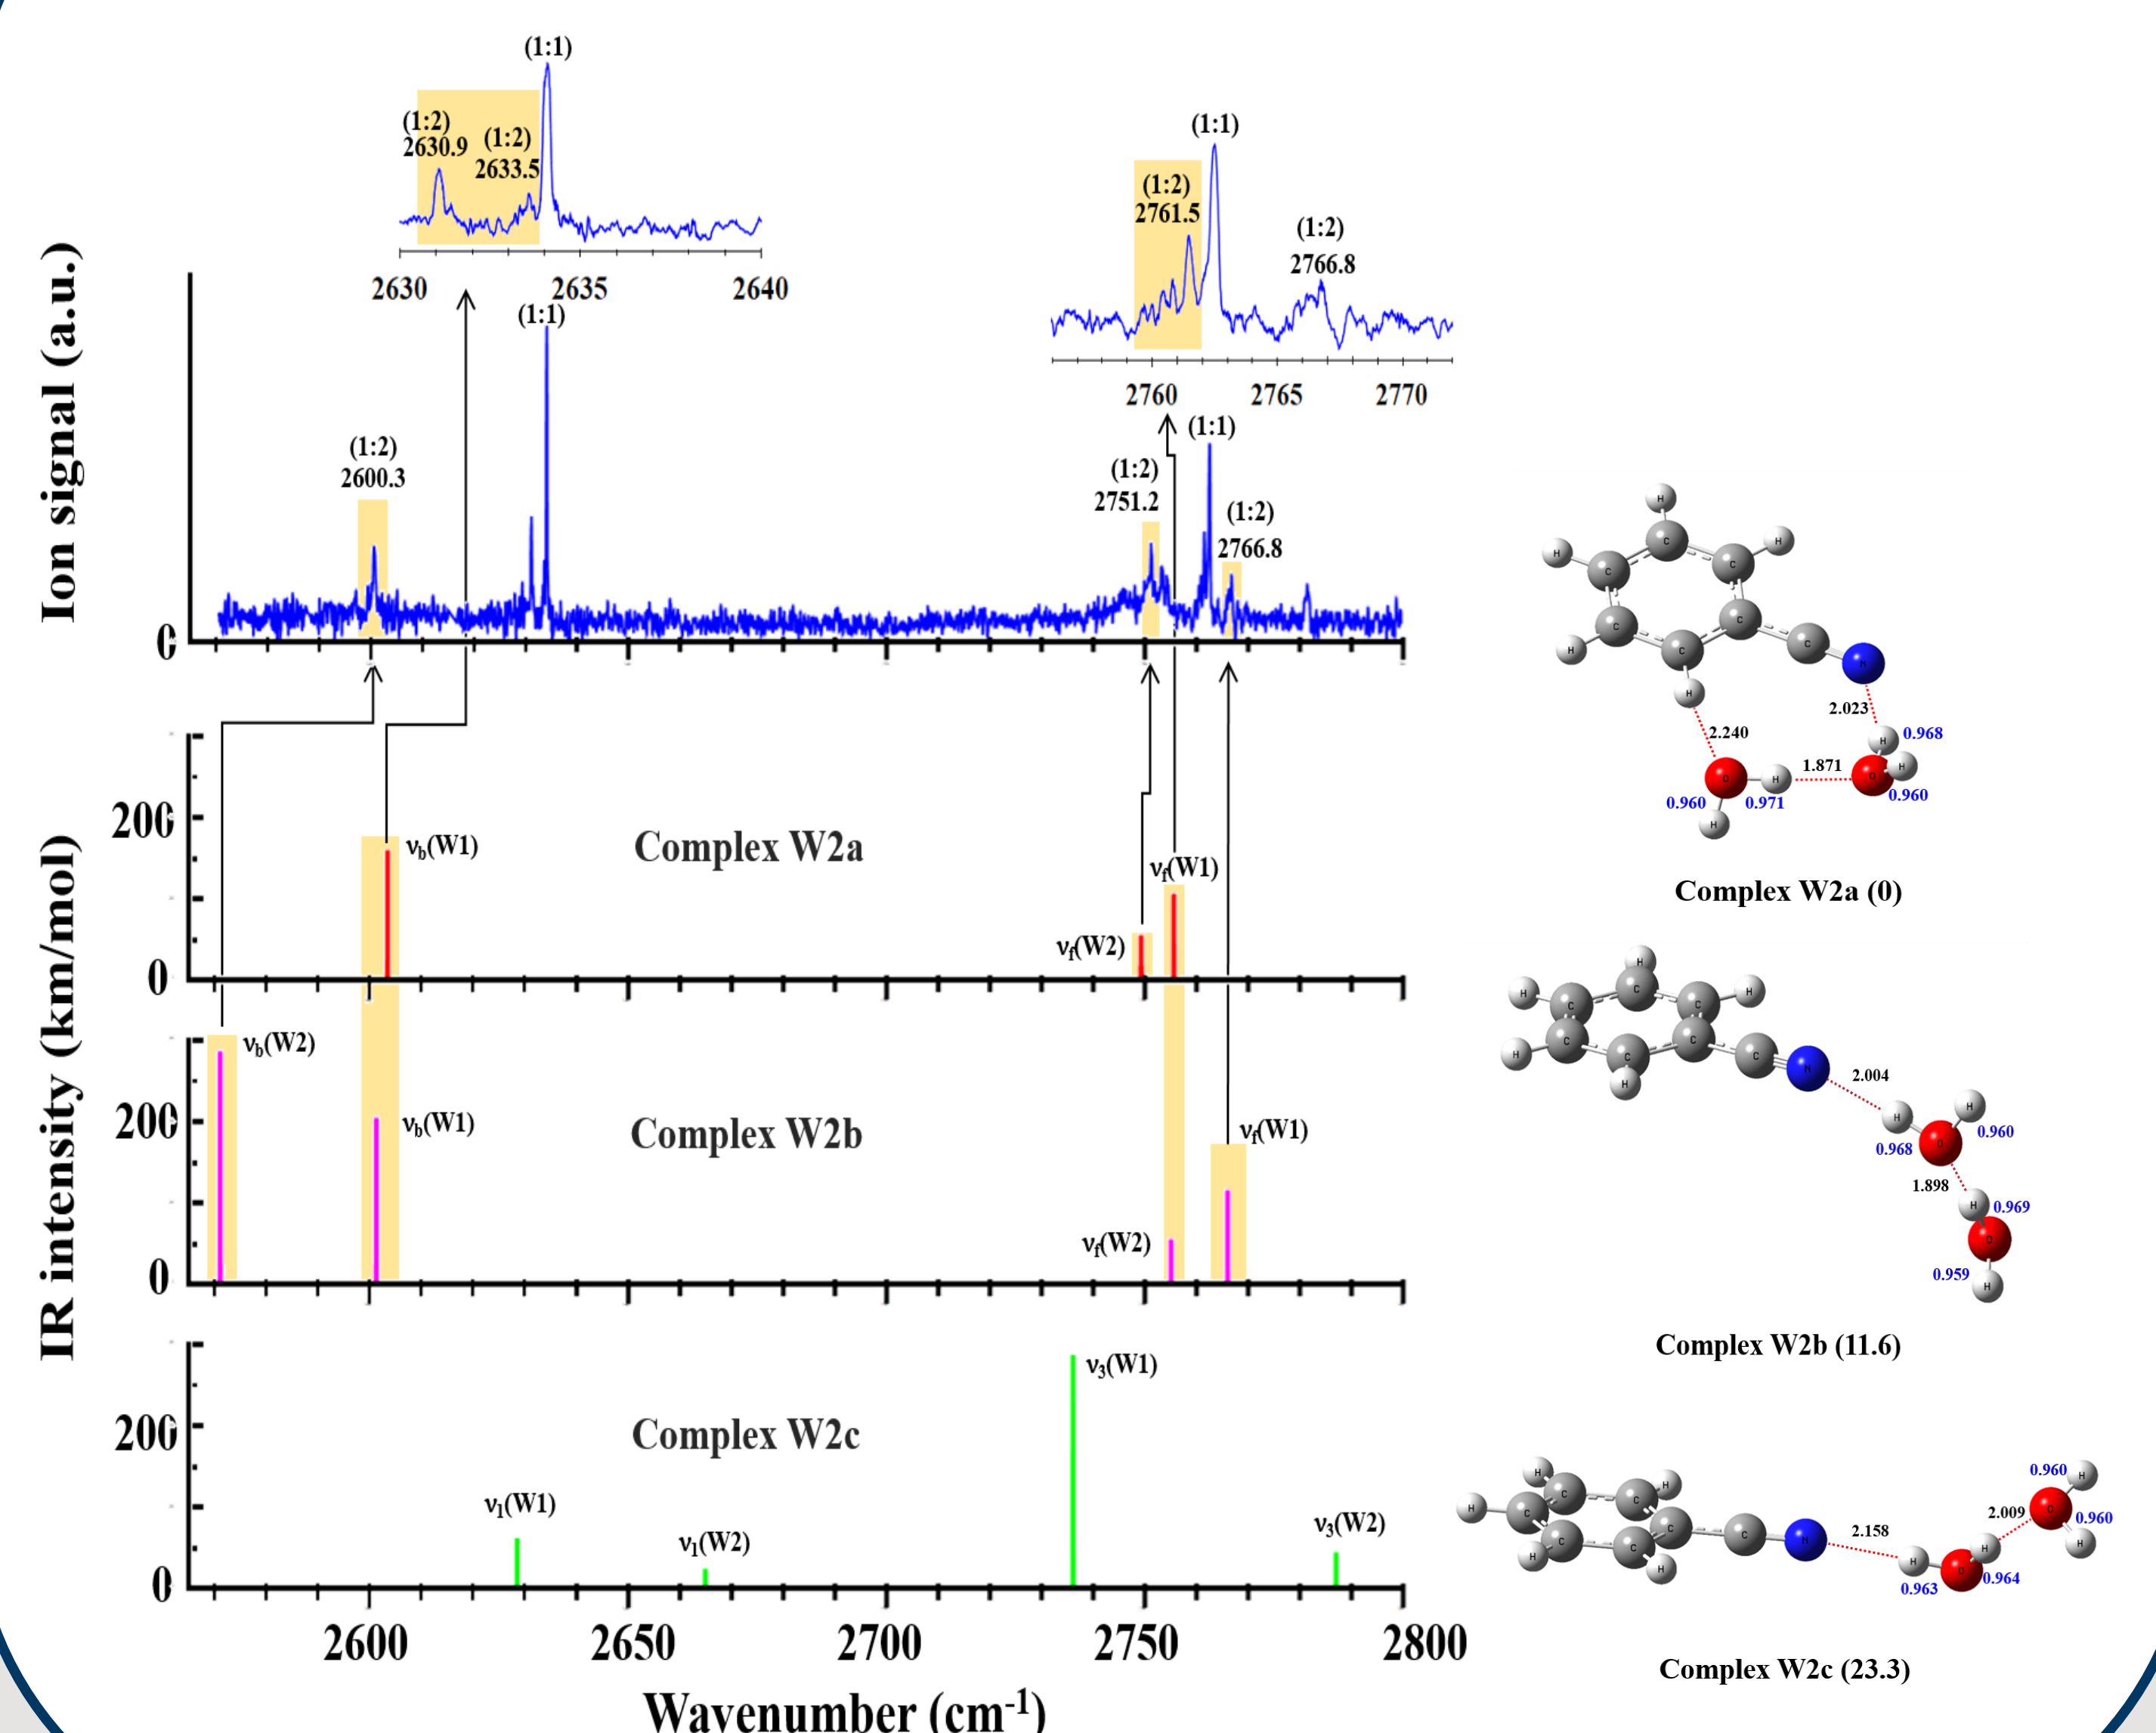 (1:1)
(1:2)
2630.9
(1:2)
2633.5
2630
2635
2640
(1:1)
(1:2)
2761.5
(1:2)
2766.8
2760
2765
2770
Ion signal (a.u.)
(1:1)
(1:2)
2600.3
(1:1)
(1:2)
2751.2
(1:2)
2766.8
0
IR intensity (km/mol)
200
0
νb(W1)
Complex W2a
νf(W2)
νf(W1)
200
0
νb(W2)
νb(W1)
Complex W2b
νf(W2)
νf(W1)
200
0
Complex W2c
ν1(W1)
ν1(W2)
ν3(W1)
ν3(W2)
2600
2650
2700
2750
2800
Wavenumber (cm-1)
H
H
C
H
C
C
C
C
H
C
C
N
H
2.023
H
0.968
2.240
1.871
H
O
H
O
0.960
0.971
0.960
H
Complex W2a (0)
H
H
H
C
C
C
C
C
H
C
C
N
H
2.004
H
H
0.968
O
0.960
1.898
H
0.969
O
0.959
H
Complex W2b (11.6)
H
H
0.960
H
C
C
H
C
C
2.009
O
0.960
C
C
C
N
2.158
H
H
H
H
H
O
0.963
0.964
Complex W2c (23.3)